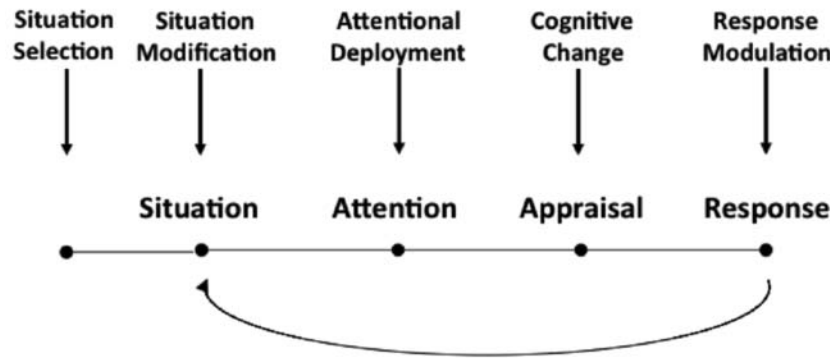 Situation Selection
Situation Modification
Attentional Deployment
Cognitive Change
Response Modulation
Situation
Attention
Appraisal
Response